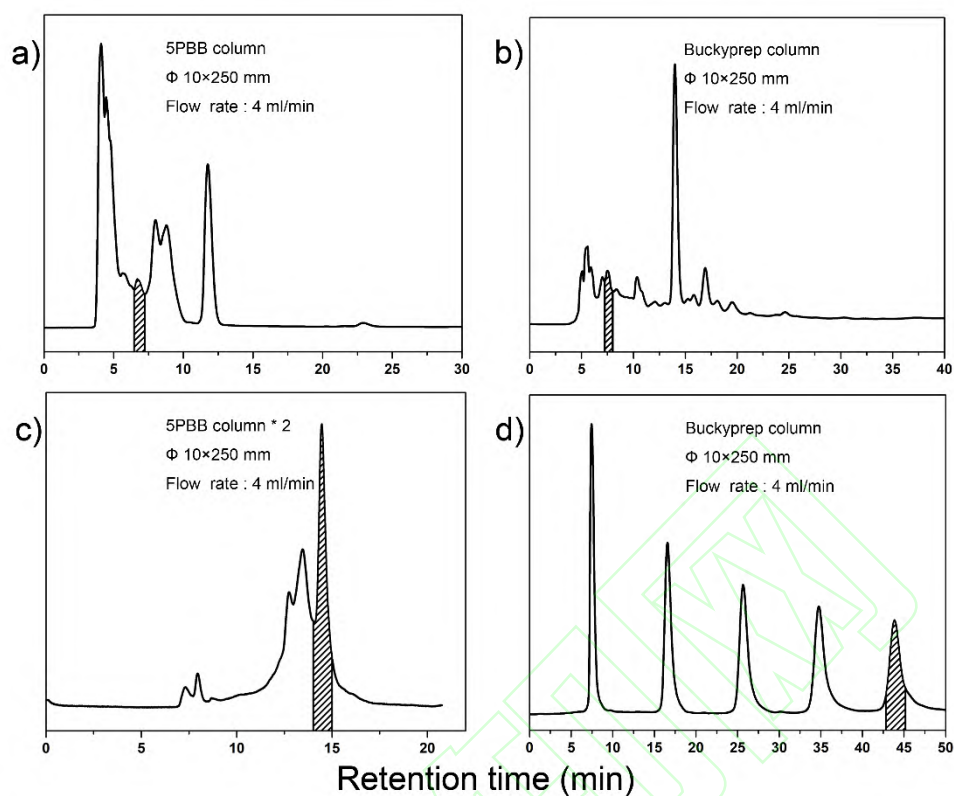 a)
5PBB column
Φ 10×250 mm
Flow rate : 4 ml/min
0 5 10 15 20 25 30
b)
Buckyprep column
Φ 10×250 mm
Flow rate : 4 ml/min
0 5 10 15 20 25 30 35 40
c)
5PBB column * 2
Φ 10×250 mm
Flow rate : 4 ml/min
0 5 10 15 20
d)
Buckyprep column
Φ 10×250 mm
Flow rate : 4 ml/min
0 5 10 15 20 25 30 35 40 45 50
Retention time (min)